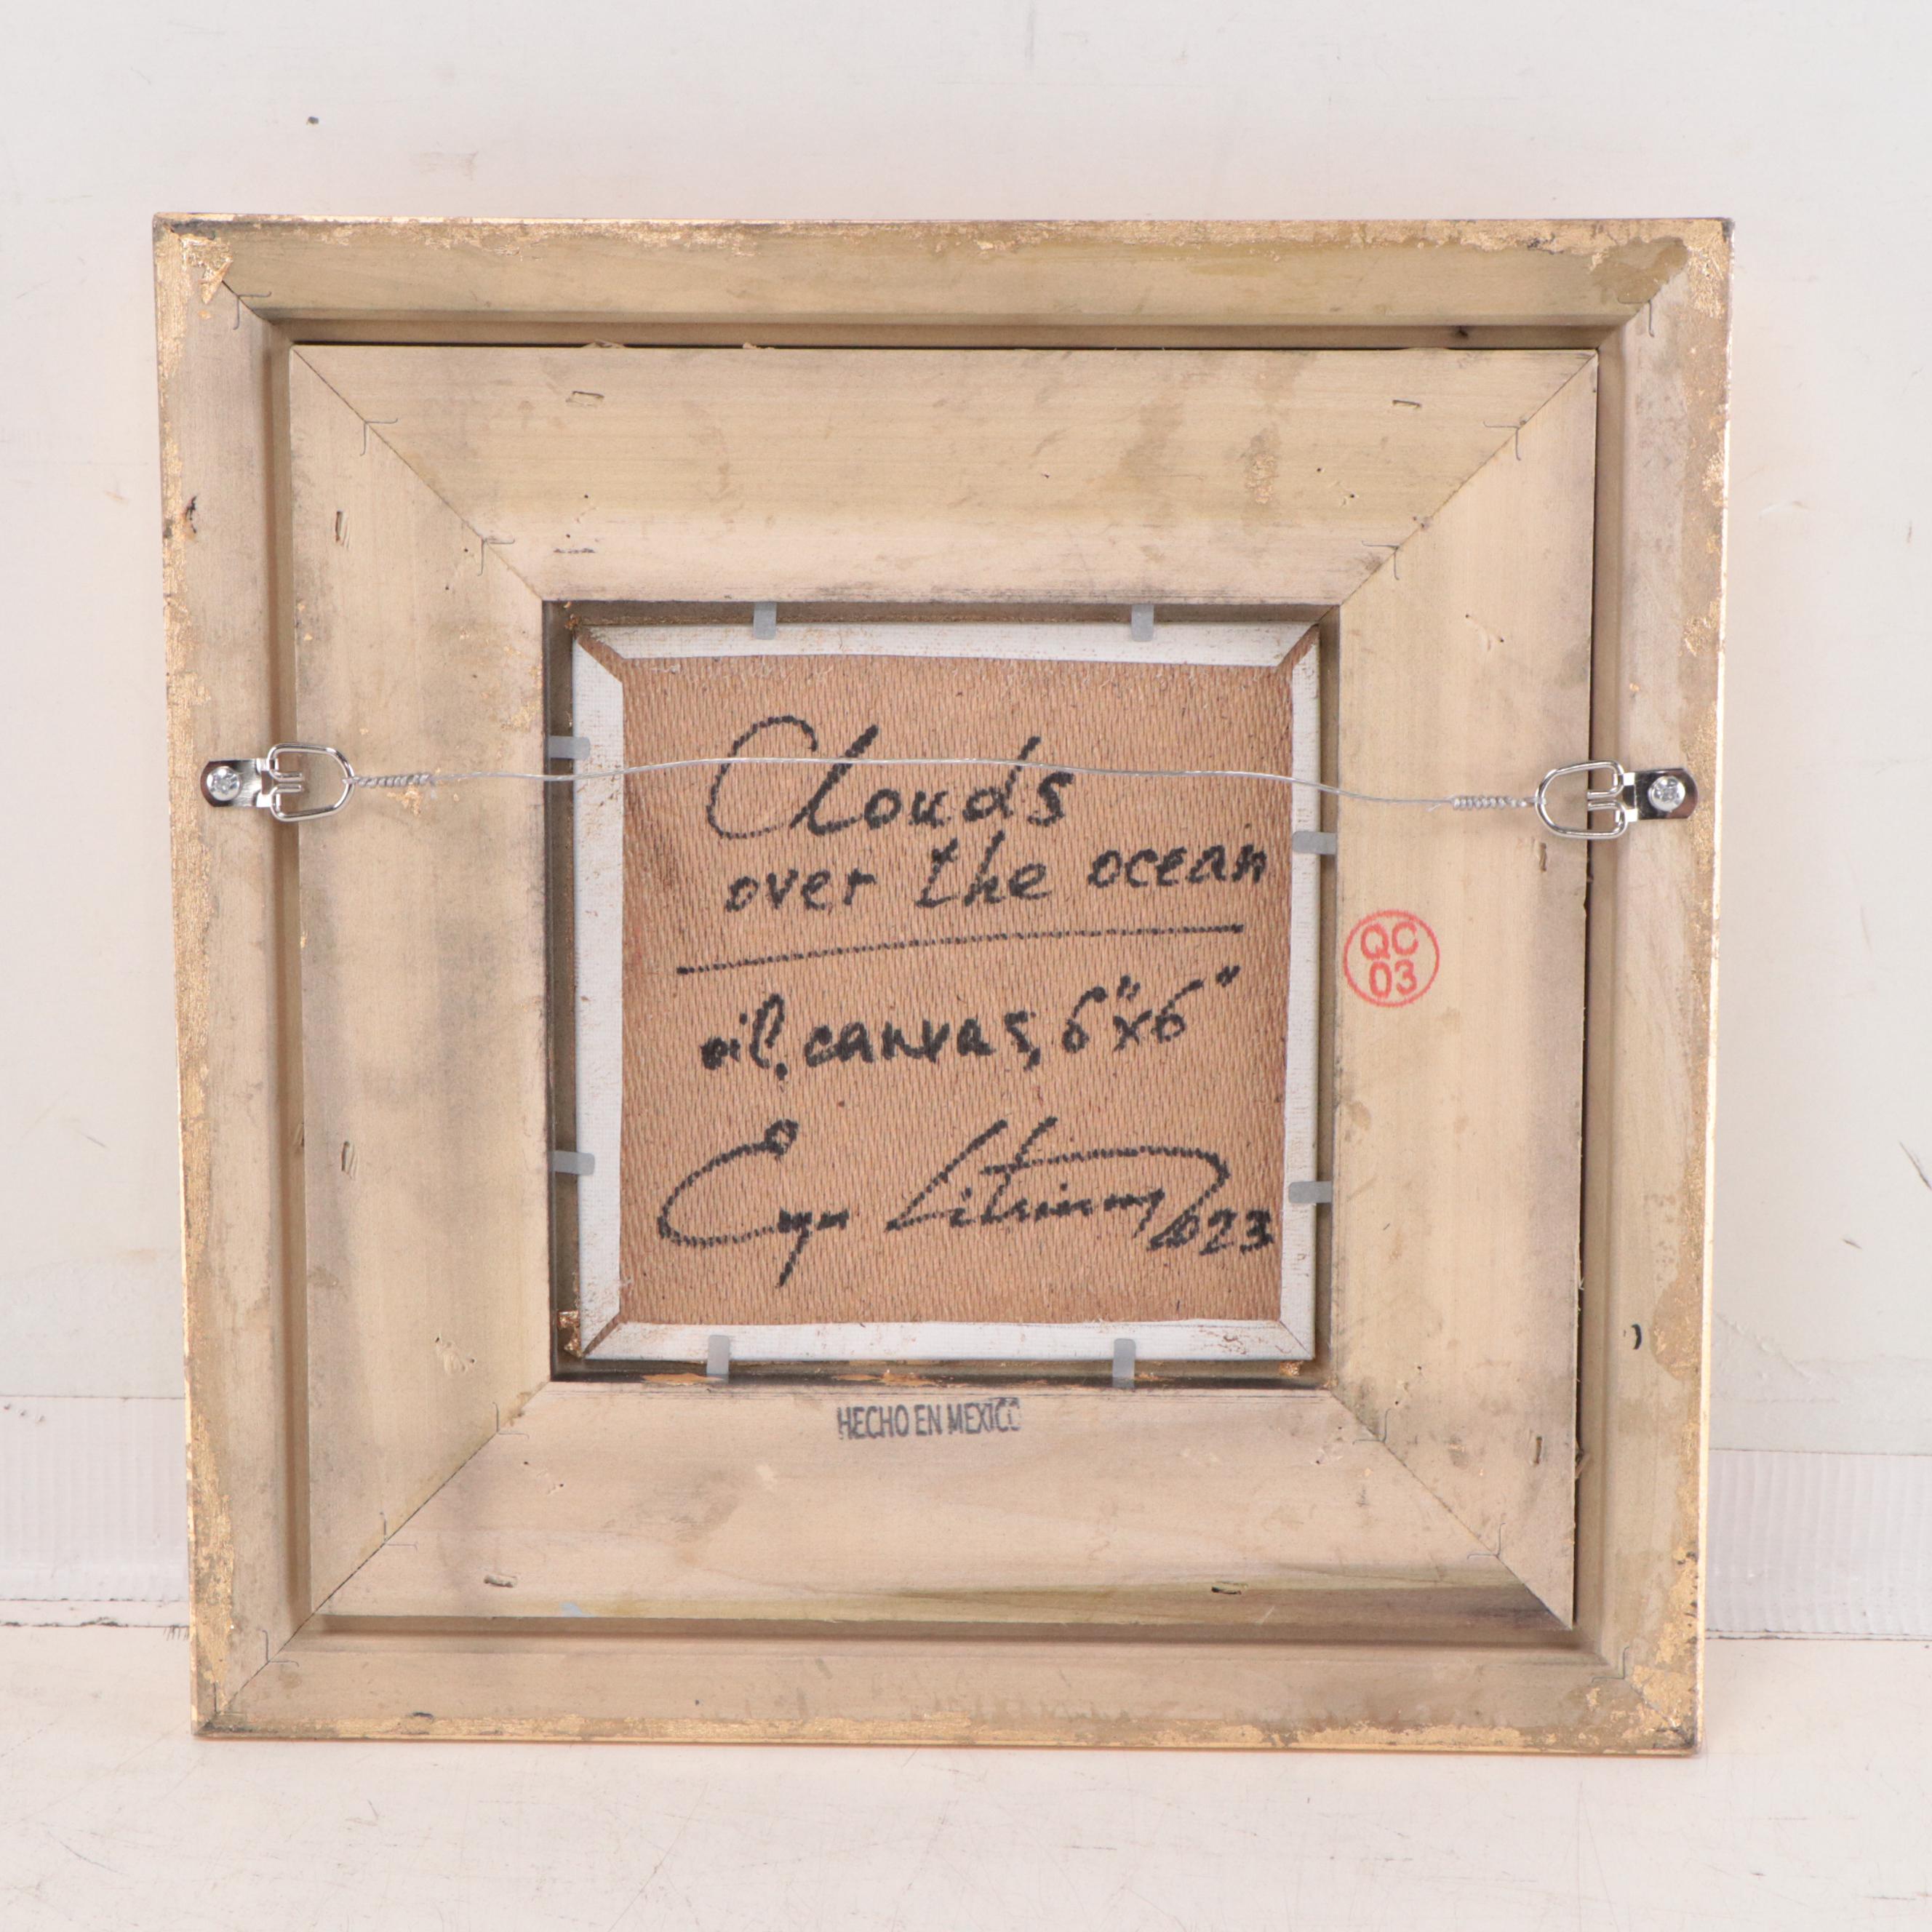 Clouds
over the ocean
oil, canvas, 6"x6"
2023
QC
03
HECHO EN MEXICO